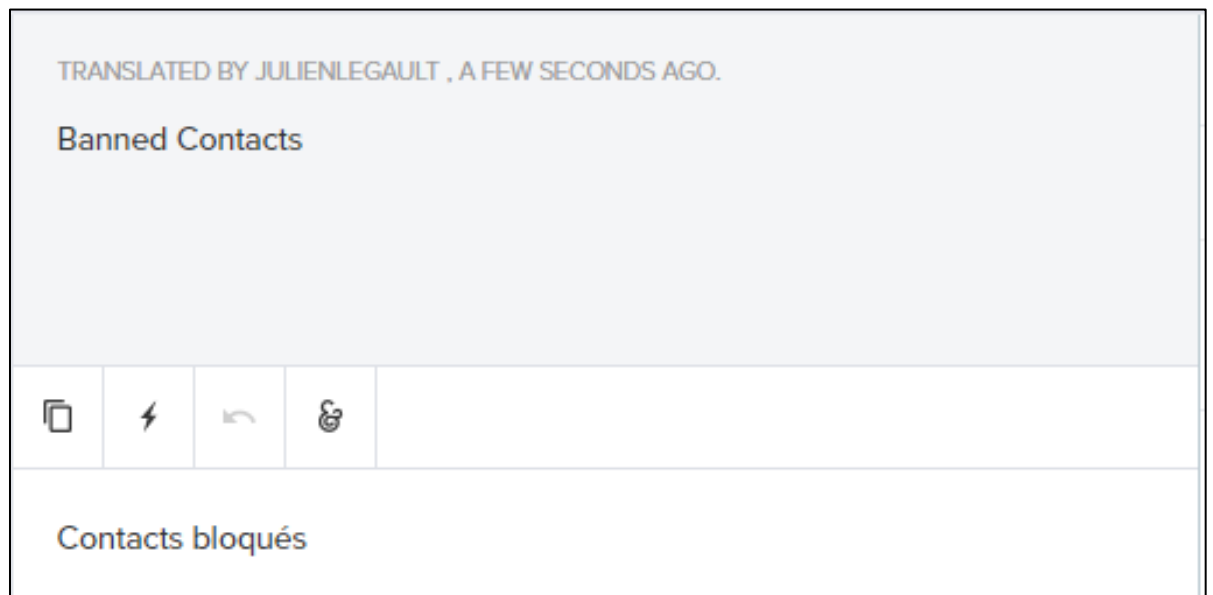 TRANSLATED BY JULIENLEGAULT , A FEW SECONDS AGO.
Banned Contacts
&
Contacts bloqués